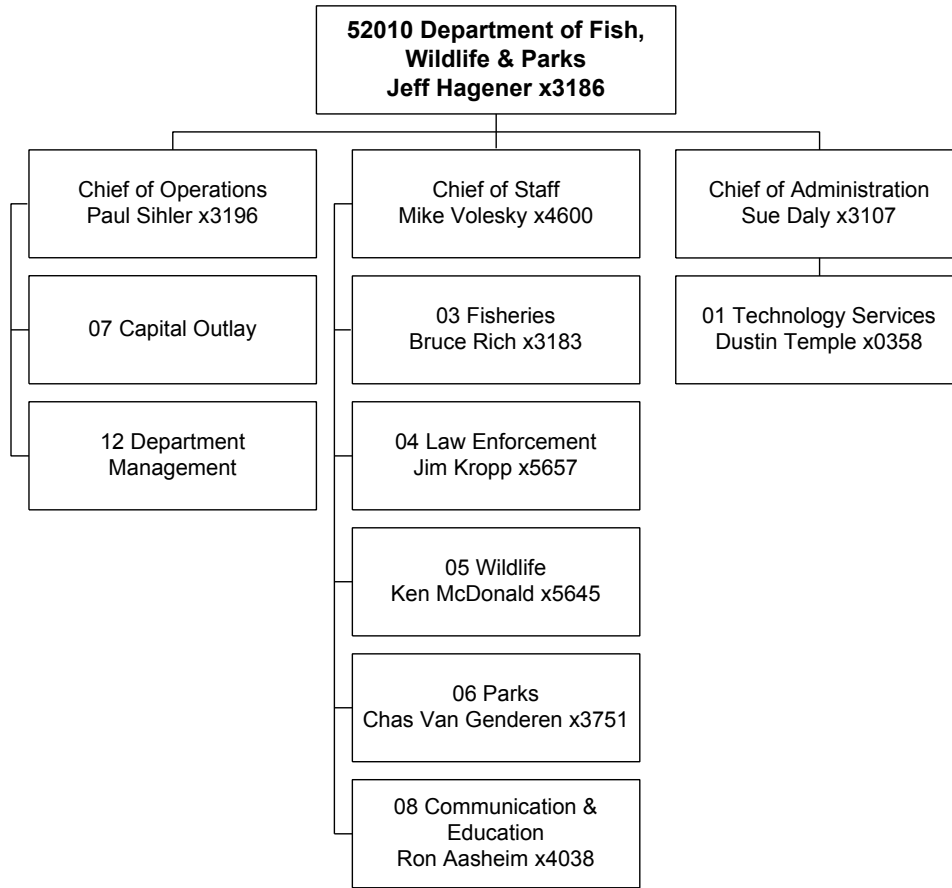 52010 Department of Fish,
Wildlife & Parks
Jeff Hagener x3186
Chief of Operations
Paul Sihler x3196
07 Capital Outlay
12 Department
Management
Chief of Staff
Mike Volesky x4600
03 Fisheries
Bruce Rich x3183
04 Law Enforcement
Jim Kropp x5657
05 Wildlife
Ken McDonald x5645
06 Parks
Chas Van Genderen x3751
08 Communication &
Education
Ron Aasheim x4038
Chief of Administration
Sue Daly x3107
01 Technology Services
Dustin Temple x0358